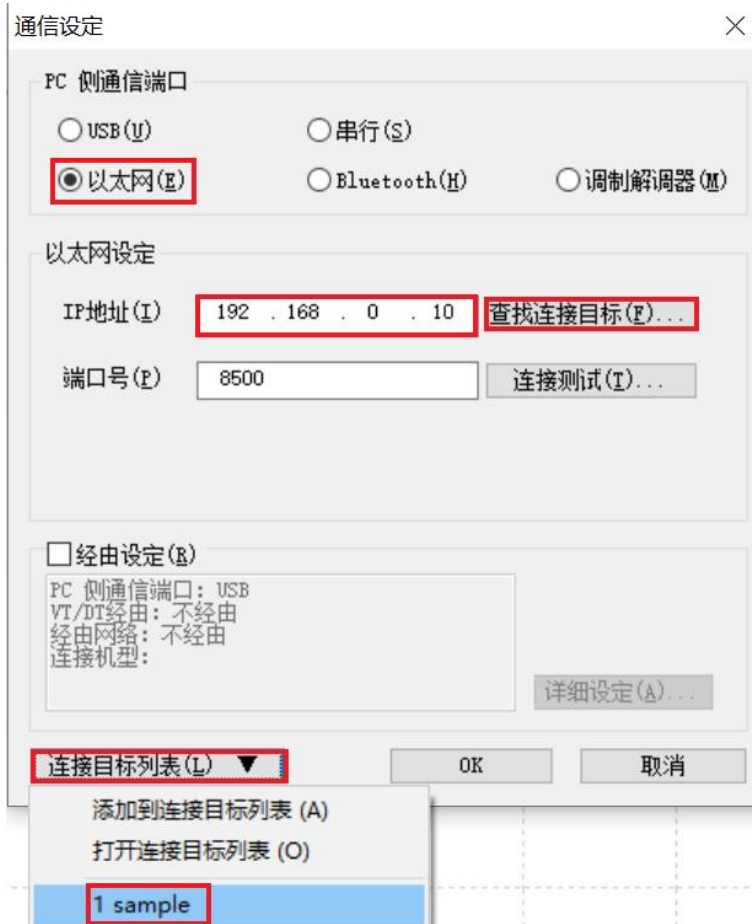 通信设定
PC 侧通信端口
USB(U) 串行(S)
以太网(E) Bluetooth(H) 调制解调器(M)
以太网设定
IP地址(I) 192 . 168 . 0 . 10 查找连接目标(F)...
端口号(P) 8500 连接测试(T)...
经由设定(R)
PC 侧通信端口: USB
VT/DT经由: 不经由
经由网络: 不经由
连接机型:
详细设定(A)...
连接目标列表(L) ▼ OK 取消
添加到连接目标列表 (A)
打开连接目标列表 (O)
1 sample